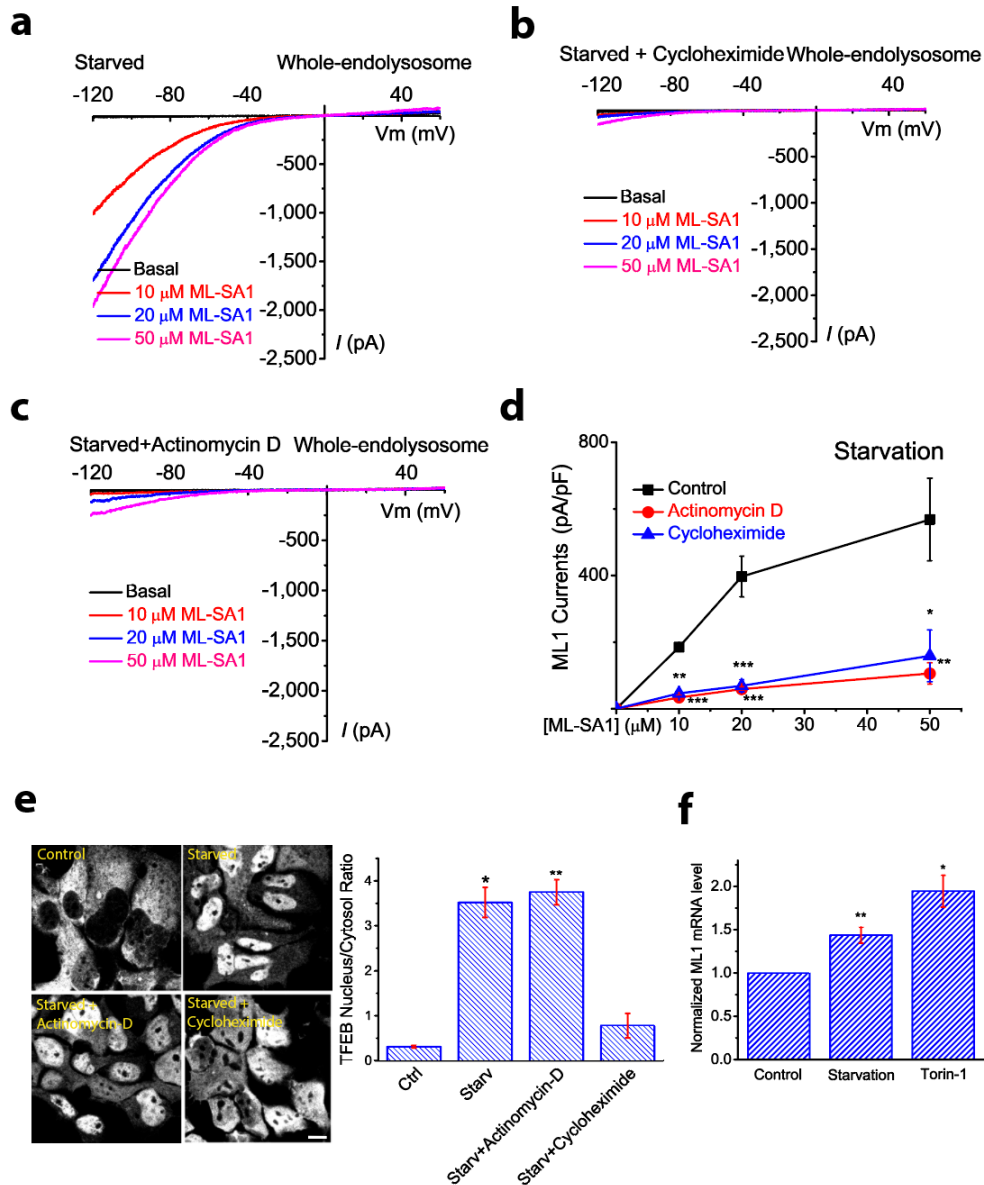 a
Starved
Whole-endolysosome
-120 -80 -40 40
Vm (mV)
-500
-1,000
-1,500
-2,000
-2,500
Basal
10 μM ML-SA1
20 μM ML-SA1
50 μM ML-SA1
I (pA)
b
Starved + Cycloheximide Whole-endolysosome
-120 -80 -40 40
Vm (mV)
-500
-1,000
-1,500
-2,000
-2,500
Basal
10 μM ML-SA1
20 μM ML-SA1
50 μM ML-SA1
I (pA)
c
Starved+Actinomycin D Whole-endolysosome
-120 -80 -40 40
Vm (mV)
-500
-1,000
-1,500
-2,000
-2,500
Basal
10 μM ML-SA1
20 μM ML-SA1
50 μM ML-SA1
I (pA)
d
Starvation
Control
Actinomycin D
Cycloheximide
ML1 Currents (pA/pF)
800
400
** *** *
*** *** **
[ML-SA1] (μM)
10 20 30 40 50
e
Control
Starved
Starved +
Actinomycin-D
Starved +
Cycloheximide
TFEB Nucleus/Cytosol Ratio
4
3
2
1
0
* **
Ctrl
Starv
Starv+Actinomycin-D
Starv+Cycloheximide
f
Normalized ML1 mRNA level
2.0
1.5
1.0
0.5
0.0
** *
Control Starvation Torin-1